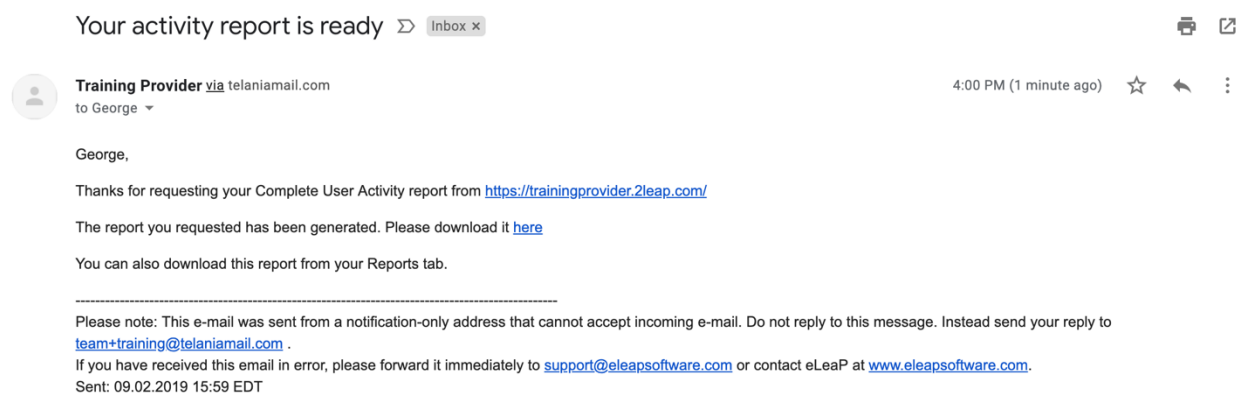 Your activity report is ready Inbox ×
Training Provider via telaniamail.com 4:00 PM (1 minute ago)
to George
George,
Thanks for requesting your Complete User Activity report from https://trainingprovider.2leap.com/
The report you requested has been generated. Please download it here
You can also download this report from your Reports tab.
----------------------------------------------------------------------------------------------------
Please note: This e-mail was sent from a notification-only address that cannot accept incoming e-mail. Do not reply to this message. Instead send your reply to
team+training@telaniamail.com .
If you have received this email in error, please forward it immediately to support@eleapsoftware.com or contact eLeaP at www.eleapsoftware.com.
Sent: 09.02.2019 15:59 EDT